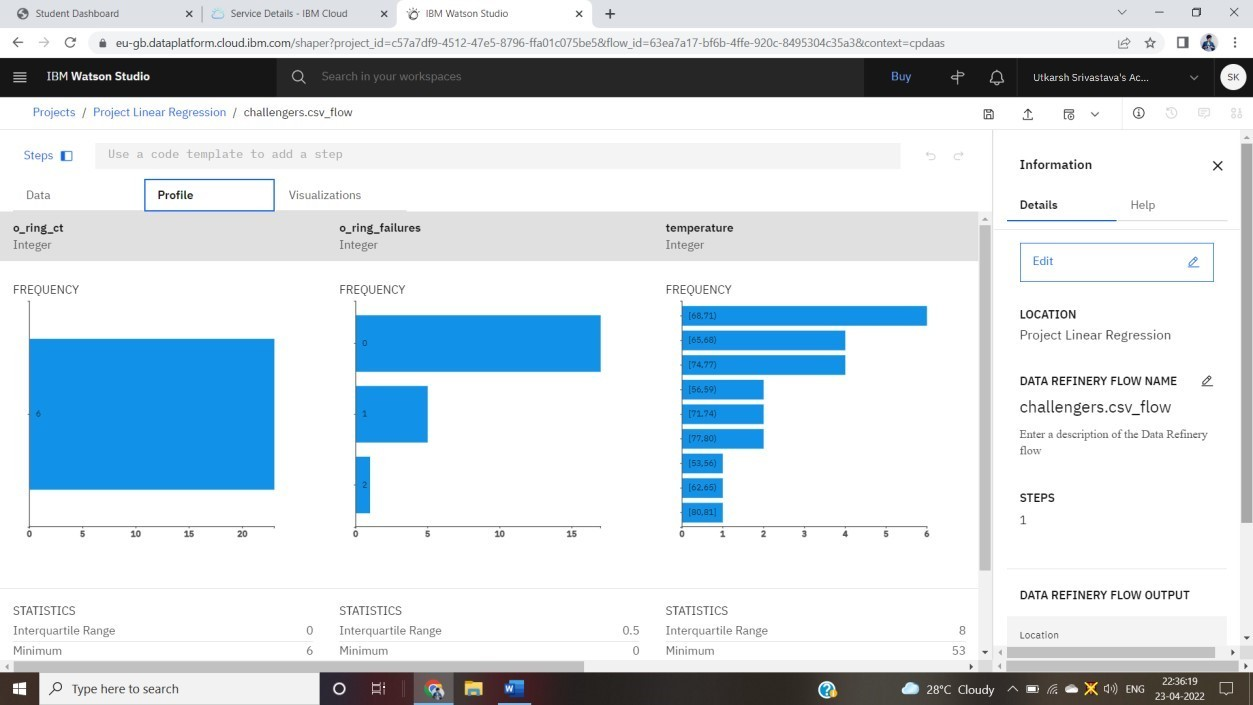 Student Dashboard
Service Details - IBM Cloud
IBM Watson Studio
eu-gb.dataplatform.cloud.ibm.com/shaper?project_id=c57a7df9-4512-47e5-8796-ffa01c075be5&flow_id=63ea7a17-bf6b-4ffe-920c-8495304c35a3&context=cpdaas
IBM Watson Studio
Search in your workspaces
Buy
Utkarsh Srivastava's Ac...
SK
Projects / Project Linear Regression / challengers.csv_flow
Steps
Use a code template to add a step
Data
Profile
Visualizations
o_ring_ct
Integer
o_ring_failures
Integer
temperature
Integer
FREQUENCY
6
0 5 10 15 20
FREQUENCY
0
1
2
0 5 10 15
FREQUENCY
[68,71)
[65,68)
[74,77)
[56,59)
[71,74)
[77,80)
[53,56)
[62,65)
[80,81]
0 1 2 3 4 5 6
STATISTICS
Interquartile Range 0
Minimum 6
STATISTICS
Interquartile Range 0.5
Minimum 0
STATISTICS
Interquartile Range 8
Minimum 53
Information
Details
Help
Edit
LOCATION
Project Linear Regression
DATA REFINERY FLOW NAME
challengers.csv_flow
Enter a description of the Data Refinery
flow
STEPS
1
DATA REFINERY FLOW OUTPUT
Location
Type here to search
28°C Cloudy
ENG
22:36:19
23-04-2022